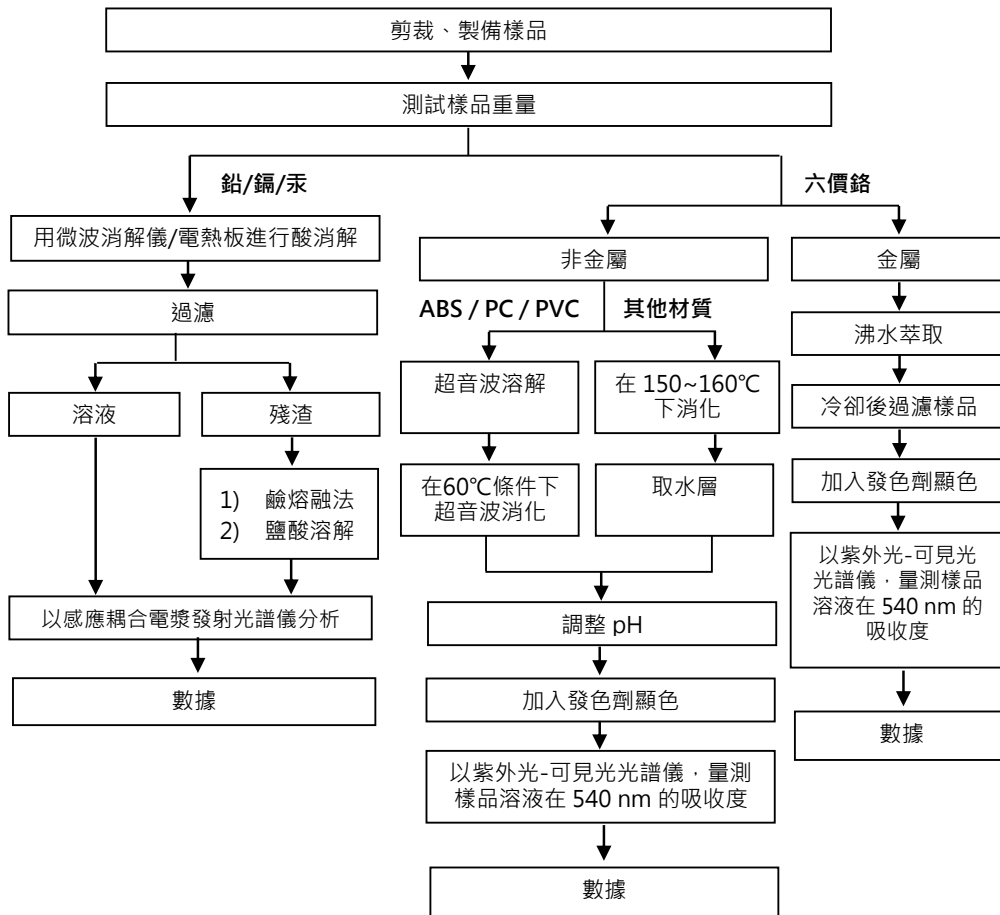 剪裁、製備樣品
測試樣品重量
鉛/鎘/汞
六價鉻
用微波消解儀/電熱板進行酸消解
過濾
溶液
殘渣
1) 鹼熔融法
2) 鹽酸溶解
以感應耦合電漿發射光譜儀分析
數據
非金屬
ABS / PC / PVC
其他材質
超音波溶解
在60℃條件下
超音波消化
在 150~160℃
下消化
取水層
調整 pH
加入發色劑顯色
以紫外光-可見光光譜儀，量測
樣品溶液在 540 nm 的吸收度
數據
金屬
沸水萃取
冷卻後過濾樣品
加入發色劑顯色
以紫外光-可見光
光譜儀，量測樣品
溶液在 540 nm 的
吸收度
數據